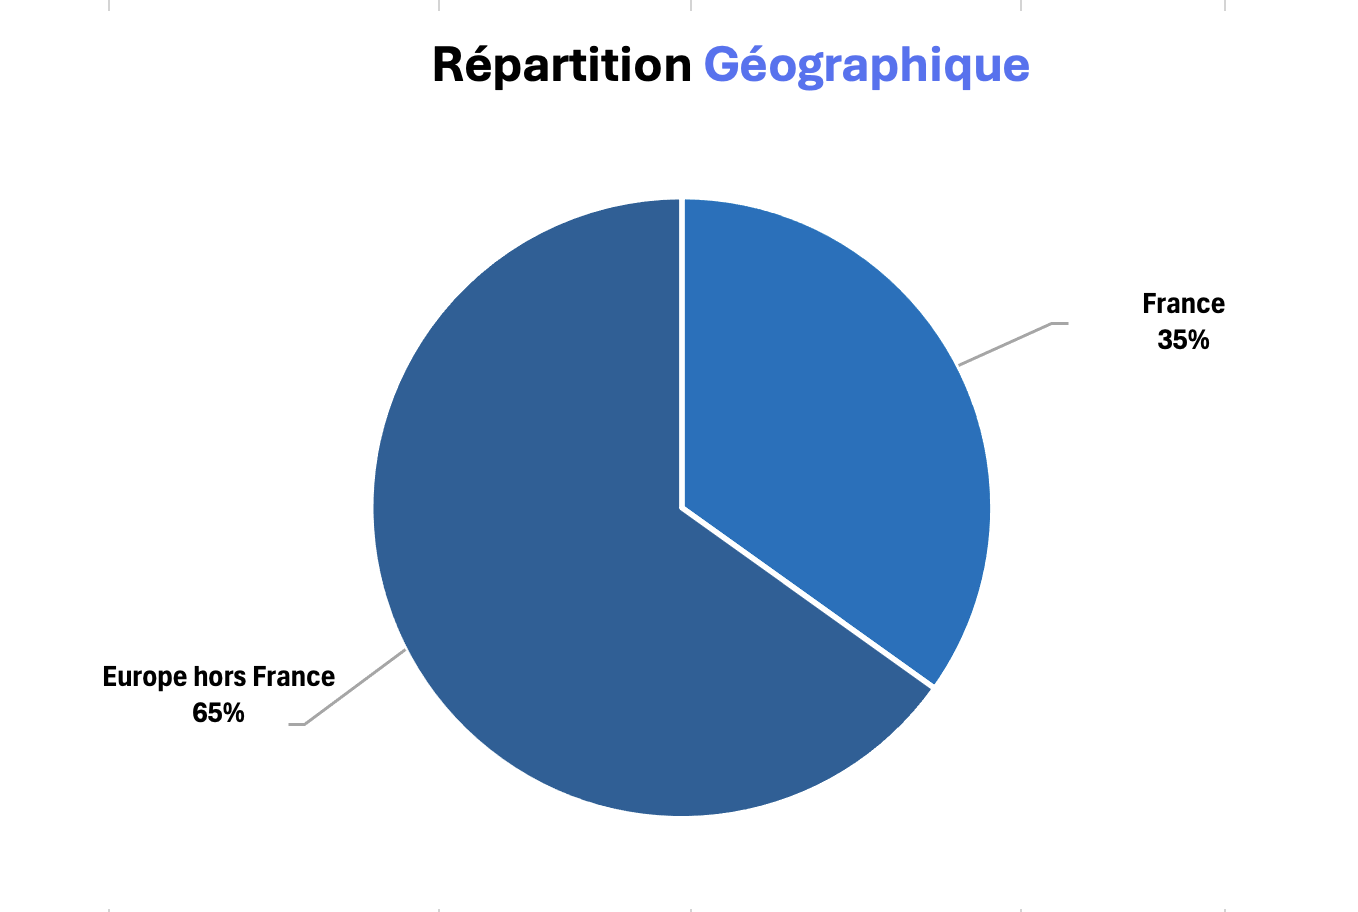 Répartition Géographique
France
35%
Europe hors France
65%